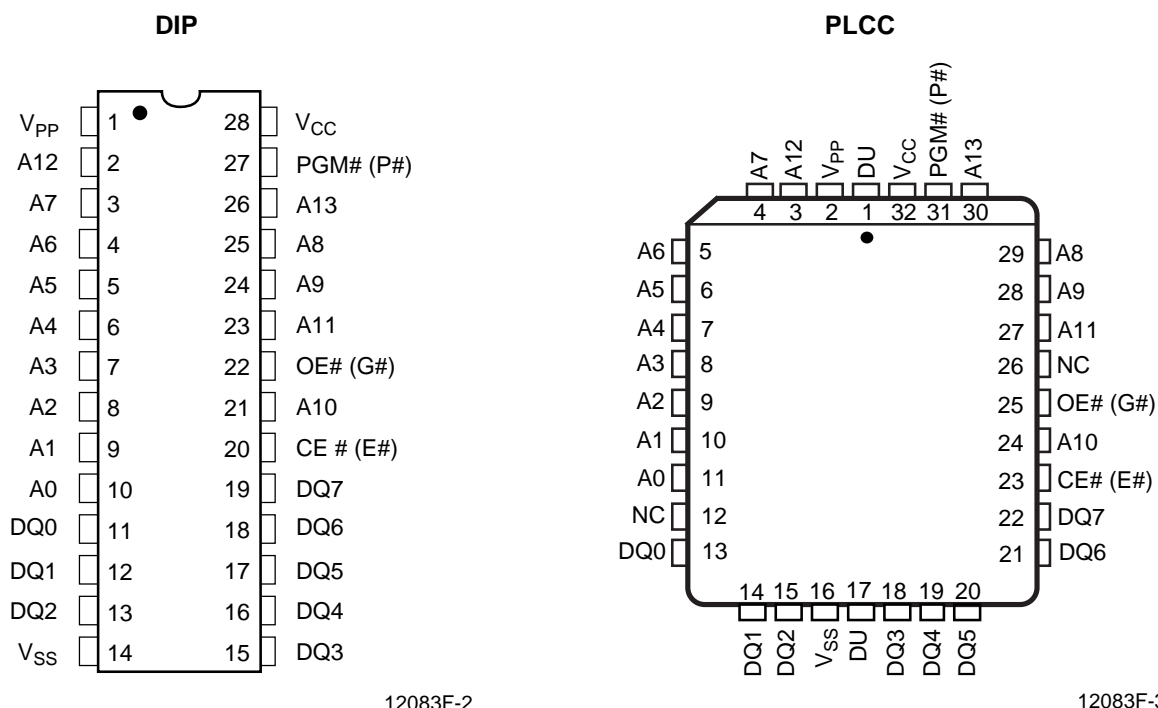 DIP
PLCC
VPP 1 28 VCC
A12 2 27 PGM# (P#)
A7 3 26 A13
A6 4 25 A8
A5 5 24 A9
A4 6 23 A11
A3 7 22 OE# (G#)
A2 8 21 A10
A1 9 20 CE # (E#)
A0 10 19 DQ7
DQ0 11 18 DQ6
DQ1 12 17 DQ5
DQ2 13 16 DQ4
VSS 14 15 DQ3
12083F-2
A7 A12 VPP DU VCC PGM# (P#) A13
4 3 2 1 32 31 30
A6 5 29 A8
A5 6 28 A9
A4 7 27 A11
A3 8 26 NC
A2 9 25 OE# (G#)
A1 10 24 A10
A0 11 23 CE# (E#)
NC 12 22 DQ7
DQ0 13 21 DQ6
14 15 16 17 18 19 20
DQ1 DQ2 VSS DU DQ3 DQ4 DQ5
12083F-3